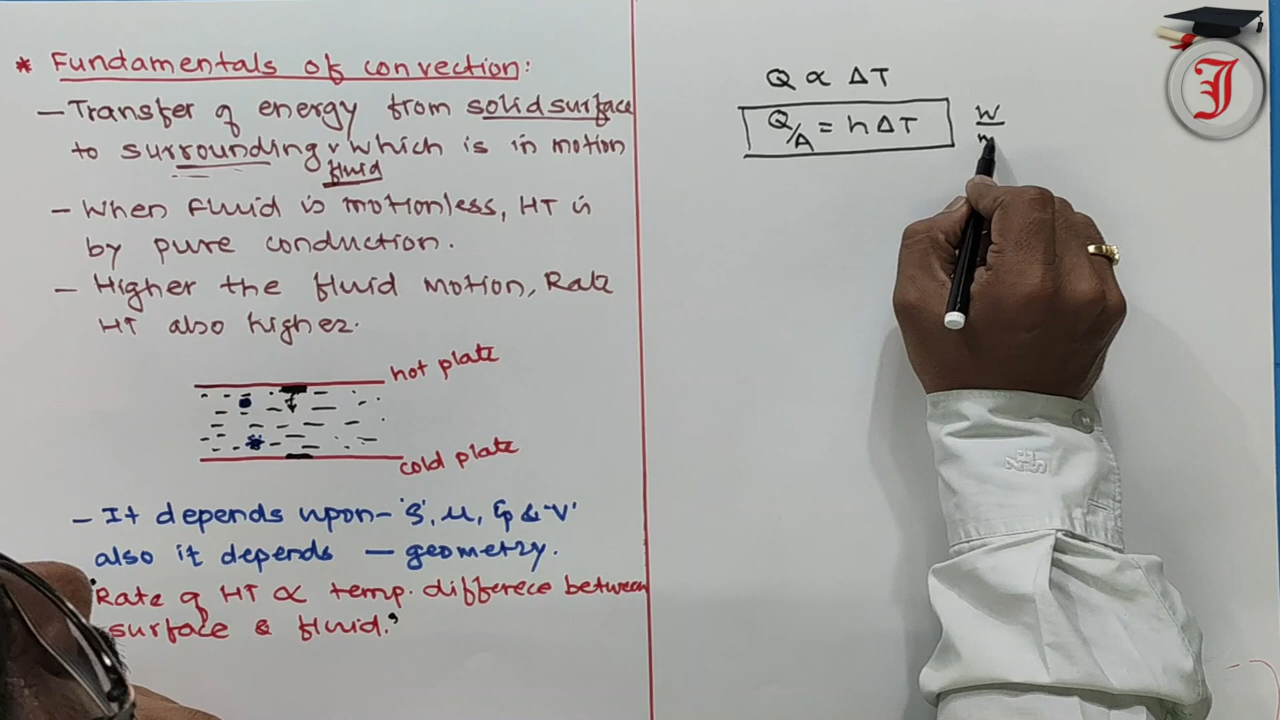 * Fundamentals of convection:
- Transfer of energy from solid surface
to surrounding which is in motion
fluid
- When Fluid is motionless, HT is
by pure conduction.
- Higher the fluid motion, Rate
HT also higher.
hot plate
cold plate
- It depends upon - 'ρ', μ, Cp & 'V'
also it depends - geometry.
"Rate of HT ∝ temp. differece between
surface & fluid."
Q ∝ ΔT
Q/A = h ΔT
W
J